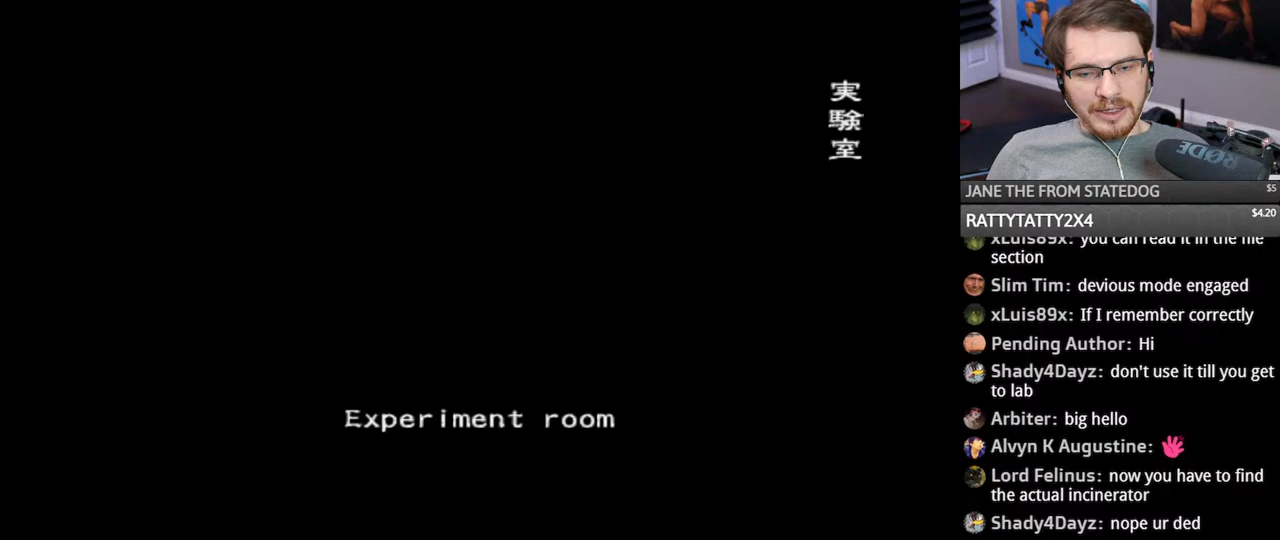 実験室
Experiment room
RØDE
JANE THE FROM STATEDOG $5
RATTYTATTY2X4 $4.20
xLuis89x: you can read it in the file
section
Slim Tim: devious mode engaged
xLuis89x: If I remember correctly
Pending Author: Hi
Shady4Dayz: don't use it till you get
to lab
Arbiter: big hello
Alvyn K Augustine:
Lord Felinus: now you have to find
the actual incinerator
Shady4Dayz: nope ur ded